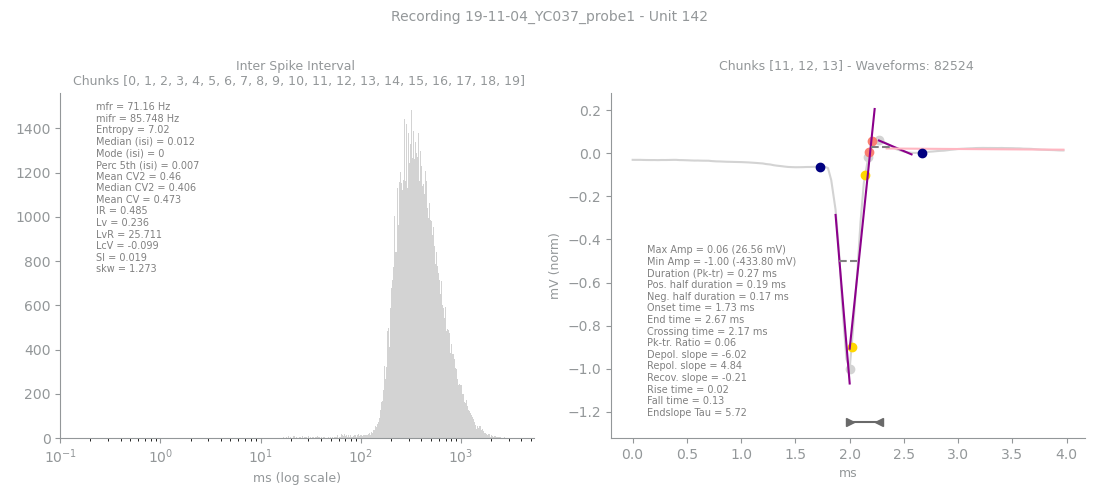 Recording 19-11-04_YC037_probe1 - Unit 142
Inter Spike Interval
Chunks [0, 1, 2, 3, 4, 5, 6, 7, 8, 9, 10, 11, 12, 13, 14, 15, 16, 17, 18, 19]
mfr = 71.16 Hz
mifr = 85.748 Hz
Entropy = 7.02
Median (isi) = 0.012
Mode (isi) = 0
Perc 5th (isi) = 0.007
Mean CV2 = 0.46
Median CV2 = 0.406
Mean CV = 0.473
IR = 0.485
Lv = 0.236
LvR = 25.711
LcV = -0.099
SI = 0.019
skw = 1.273
1400
1200
1000
800
600
400
200
0
10⁻¹ 10⁰ 10¹ 10² 10³
ms (log scale)
Chunks [11, 12, 13] - Waveforms: 82524
0.2
0.0
−0.2
−0.4
−0.6
−0.8
−1.0
−1.2
mV (norm)
Max Amp = 0.06 (26.56 mV)
Min Amp = -1.00 (-433.80 mV)
Duration (Pk-tr) = 0.27 ms
Pos. half duration = 0.19 ms
Neg. half duration = 0.17 ms
Onset time = 1.73 ms
End time = 2.67 ms
Crossing time = 2.17 ms
Pk-tr. Ratio = 0.06
Depol. slope = -6.02
Repol. slope = 4.84
Recov. slope = -0.21
Rise time = 0.02
Fall time = 0.13
Endslope Tau = 5.72
0.0 0.5 1.0 1.5 2.0 2.5 3.0 3.5 4.0
ms